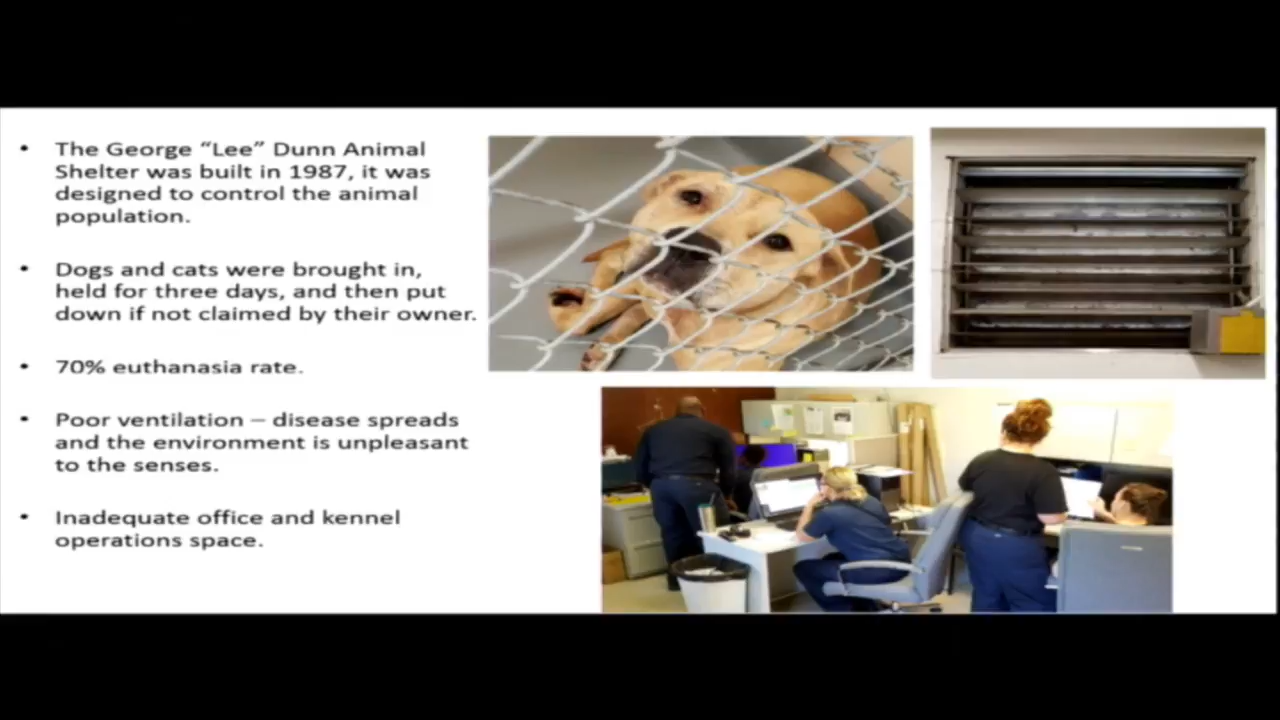 • The George “Lee” Dunn Animal
Shelter was built in 1987, it was
designed to control the animal
population.
• Dogs and cats were brought in,
held for three days, and then put
down if not claimed by their owner.
• 70% euthanasia rate.
• Poor ventilation – disease spreads
and the environment is unpleasant
to the senses.
• Inadequate office and kennel
operations space.